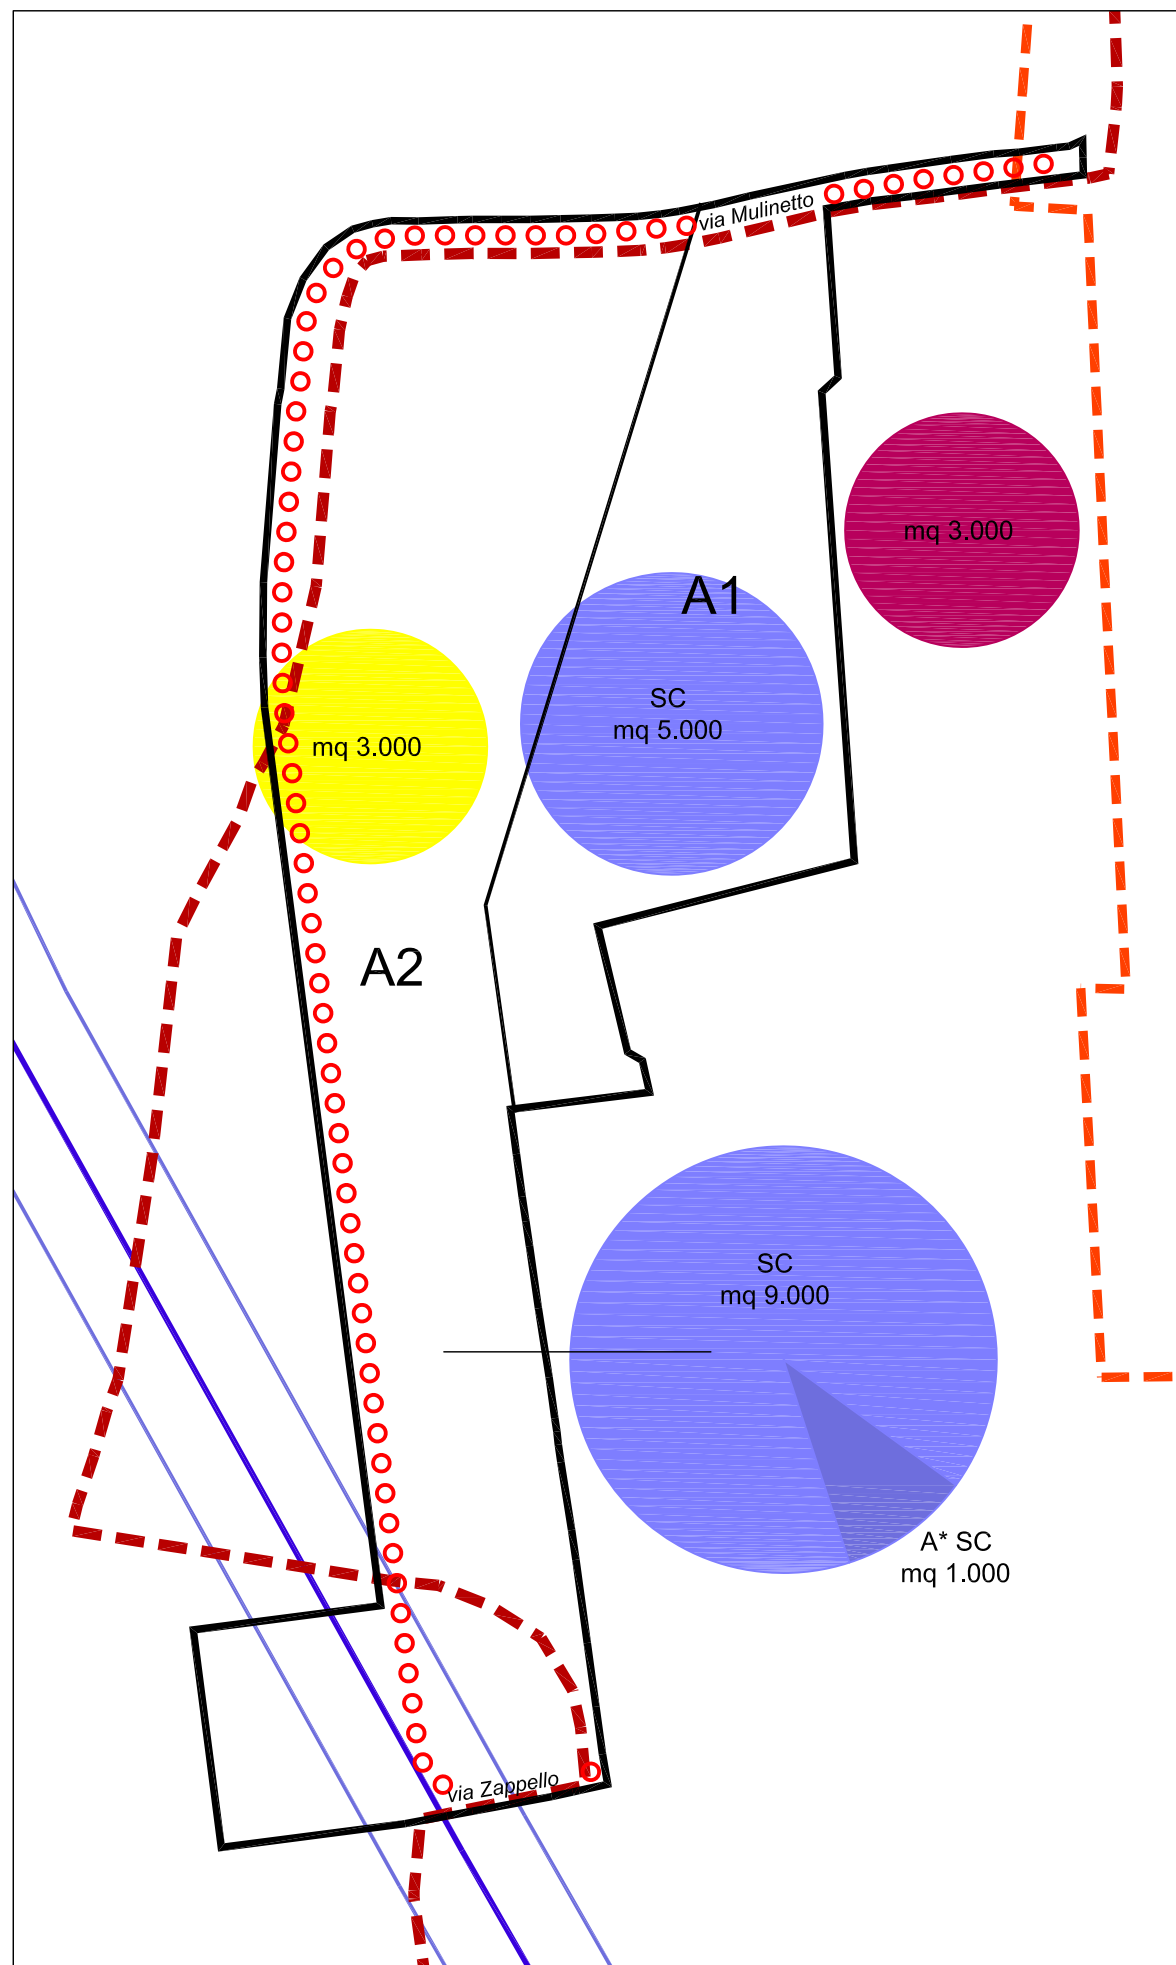 via Mulinetto
mq 3.000
A1
SC
mq 5.000
mq 3.000
A2
SC
mq 9.000
A* SC
mq 1.000
via Zappello